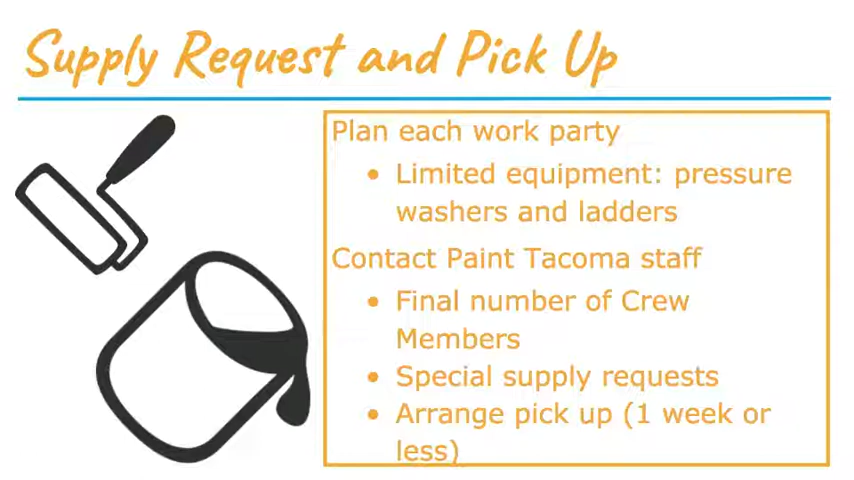 Supply Request and Pick Up
Plan each work party
• Limited equipment: pressure
washers and ladders
Contact Paint Tacoma staff
• Final number of Crew
Members
• Special supply requests
• Arrange pick up (1 week or
less)